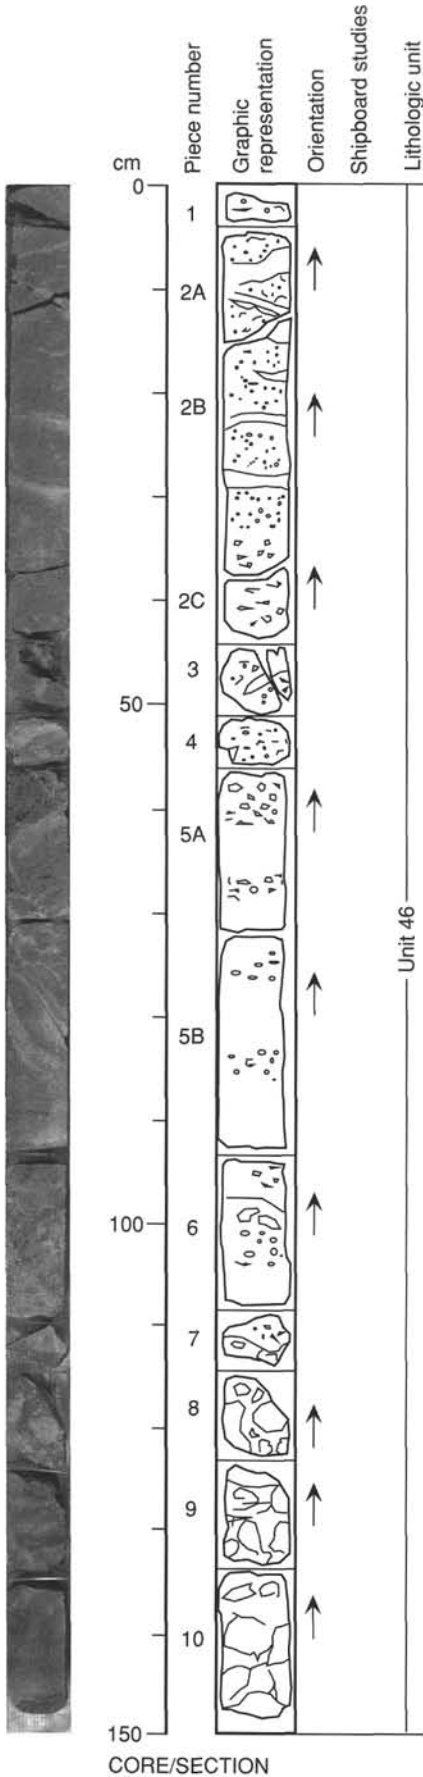 Piece number
Graphic
representation
Orientation
Shipboard studies
Lithologic unit
cm
0
1
2A
2B
2C
3
50
4
5A
Unit 46
5B
100
6
7
8
9
10
150
CORE/SECTION